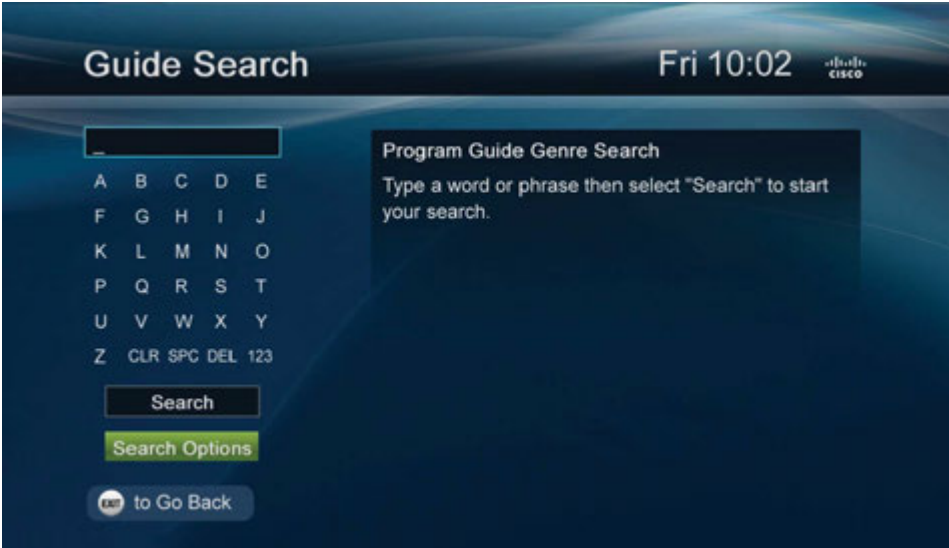 Guide Search
Fri 10:02
CISCO
_
Program Guide Genre Search
Type a word or phrase then select "Search" to start
your search.
A B C D E
F G H I J
K L M N O
P Q R S T
U V W X Y
Z CLR SPC DEL 123
Search
Search Options
EXIT to Go Back